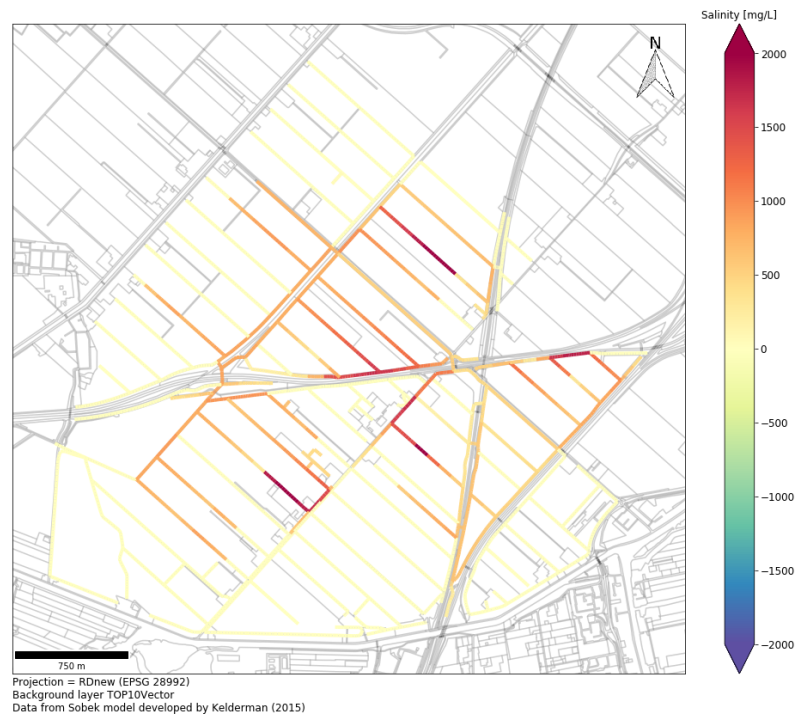 Salinity [mg/L]
N
2000
1500
1000
500
0
−500
−1000
−1500
−2000
750 m
Projection = RDnew (EPSG 28992)
Background layer TOP10Vector
Data from Sobek model developed by Kelderman (2015)